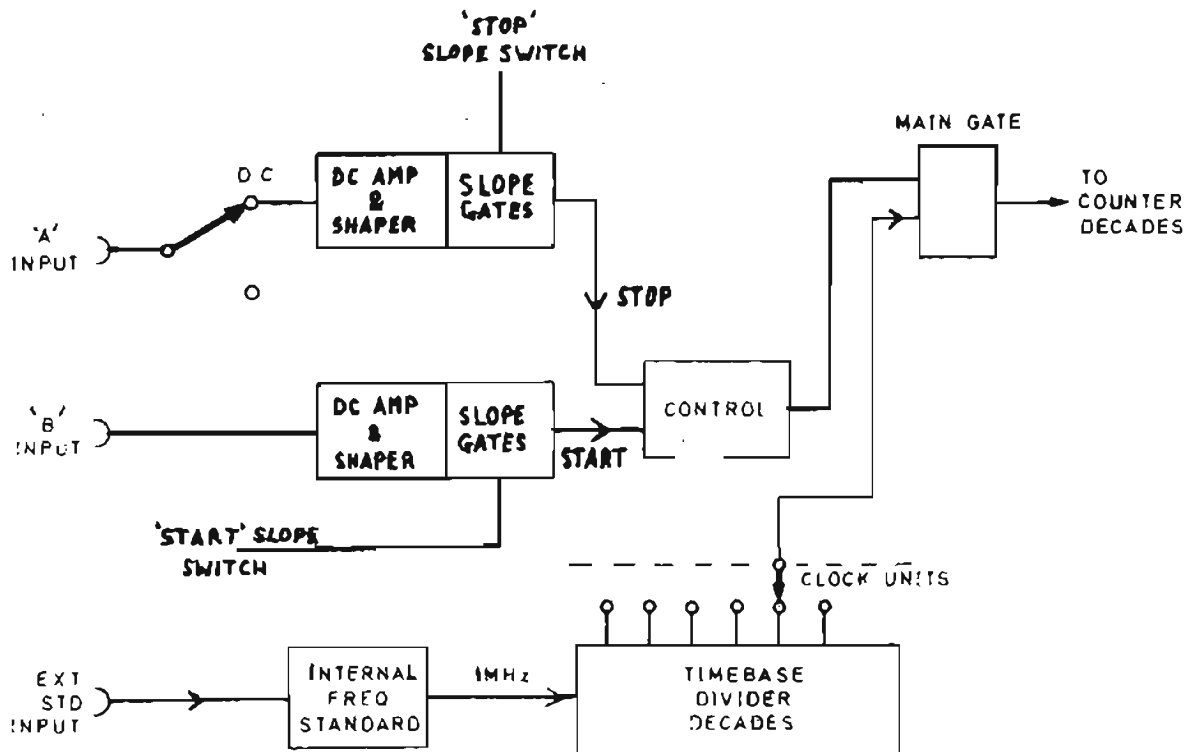 'STOP'
SLOPE SWITCH
MAIN GATE
DC
DC AMP
&
SHAPER
SLOPE
GATES
TO
COUNTER
DECADES
'A'
INPUT
STOP
'B'
INPUT
DC AMP
&
SHAPER
SLOPE
GATES
START
CONTROL
'START' SLOPE
SWITCH
CLOCK UNITS
EXT
STD
INPUT
INTERNAL
FREQ
STANDARD
1MHz
TIMEBASE
DIVIDER
DECADES